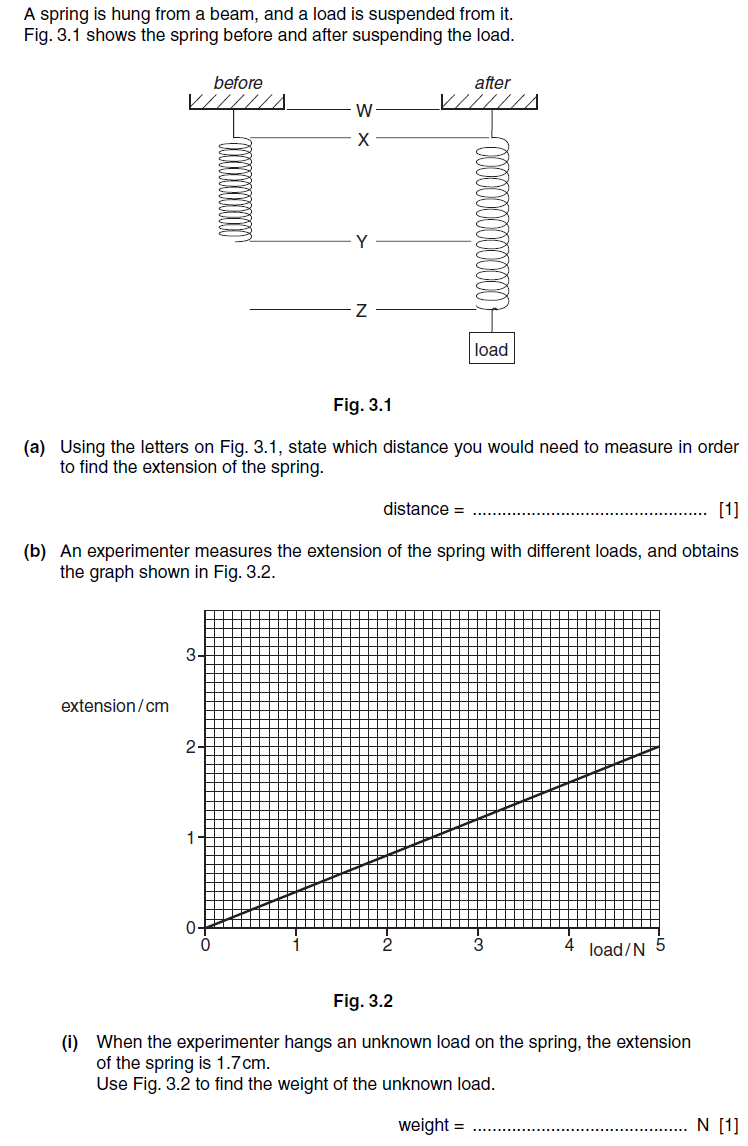 A spring is hung from a beam, and a load is suspended from it.
Fig. 3.1 shows the spring before and after suspending the load.
before
after
W
X
Y
Z
load
Fig. 3.1
(a) Using the letters on Fig. 3.1, state which distance you would need to measure in order
to find the extension of the spring.
distance = ................................................ [1]
(b) An experimenter measures the extension of the spring with different loads, and obtains
the graph shown in Fig. 3.2.
3
extension / cm
2
1
0
0 1 2 3 4 load / N 5
Fig. 3.2
(i) When the experimenter hangs an unknown load on the spring, the extension
of the spring is 1.7 cm.
Use Fig. 3.2 to find the weight of the unknown load.
weight = ............................................ N [1]